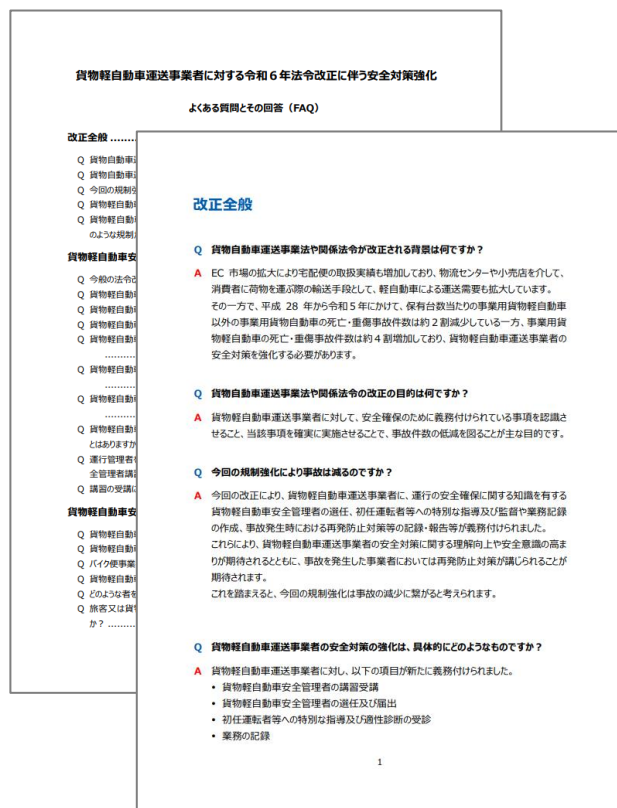 貨物軽自動車運送事業者に対する令和６年法令改正に伴う安全対策強化
よくある質問とその回答（FAQ）
改正全般 .......
Q 貨物自動車
Q 貨物自動車
Q 今回の規制
Q 貨物軽自動
Q 貨物軽自動
のような規制
貨物軽自動車安
Q 今般の法令
Q 貨物軽自動
Q 貨物軽自動
Q 貨物軽自動
Q 貨物軽自動
..........
Q 貨物軽自動
..........
Q 貨物軽自動
..........
Q 貨物軽自動
とはありますか
Q 運行管理者
全管理者講
Q 講習の受講
貨物軽自動車安
Q 貨物軽自動
Q 貨物軽自動
Q バイク便事業
Q 貨物軽自動
Q どのような者を
Q 旅客又は貨
か？ ..........
改正全般
Q 貨物自動車運送事業法や関係法令が改正される背景は何ですか？
A EC 市場の拡大により宅配便の取扱実績も増加しており、物流センターや小売店を介して、
消費者に荷物を運ぶ際の輸送手段として、軽自動車による運送需要も拡大しています。
その一方で、平成 28 年から令和５年にかけて、保有台数当たりの事業用貨物軽自動車
以外の事業用貨物自動車の死亡・重傷事故件数は約２割減少している一方、事業用貨
物軽自動車の死亡・重傷事故件数は約４割増加しており、貨物軽自動車運送事業者の
安全対策を強化する必要があります。
Q 貨物自動車運送事業法や関係法令の改正の目的は何ですか？
A 貨物軽自動車運送事業者に対して、安全確保のために義務付けられている事項を認識さ
せること、当該事項を確実に実施させることで、事故件数の低減を図ることが主な目的です。
Q 今回の規制強化により事故は減るのですか？
A 今回の改正により、貨物軽自動車運送事業者に、運行の安全確保に関する知識を有する
貨物軽自動車安全管理者の選任、初任運転者等への特別な指導及び監督や業務記録
の作成、事故発生時における再発防止対策等の記録・報告等が義務付けられました。
これらにより、貨物軽自動車運送事業者の安全対策に関する理解向上や安全意識の高ま
りが期待されるとともに、事故を発生した事業者においては再発防止対策が講じられることが
期待されます。
これを踏まえると、今回の規制強化は事故の減少に繋がると考えられます。
Q 貨物軽自動車運送事業者の安全対策の強化は、具体的にどのようなものですか？
A 貨物軽自動車運送事業者に対し、以下の項目が新たに義務付けられました。
• 貨物軽自動車安全管理者の講習受講
• 貨物軽自動車安全管理者の選任及び届出
• 初任運転者等への特別な指導及び適性診断の受診
• 業務の記録
1